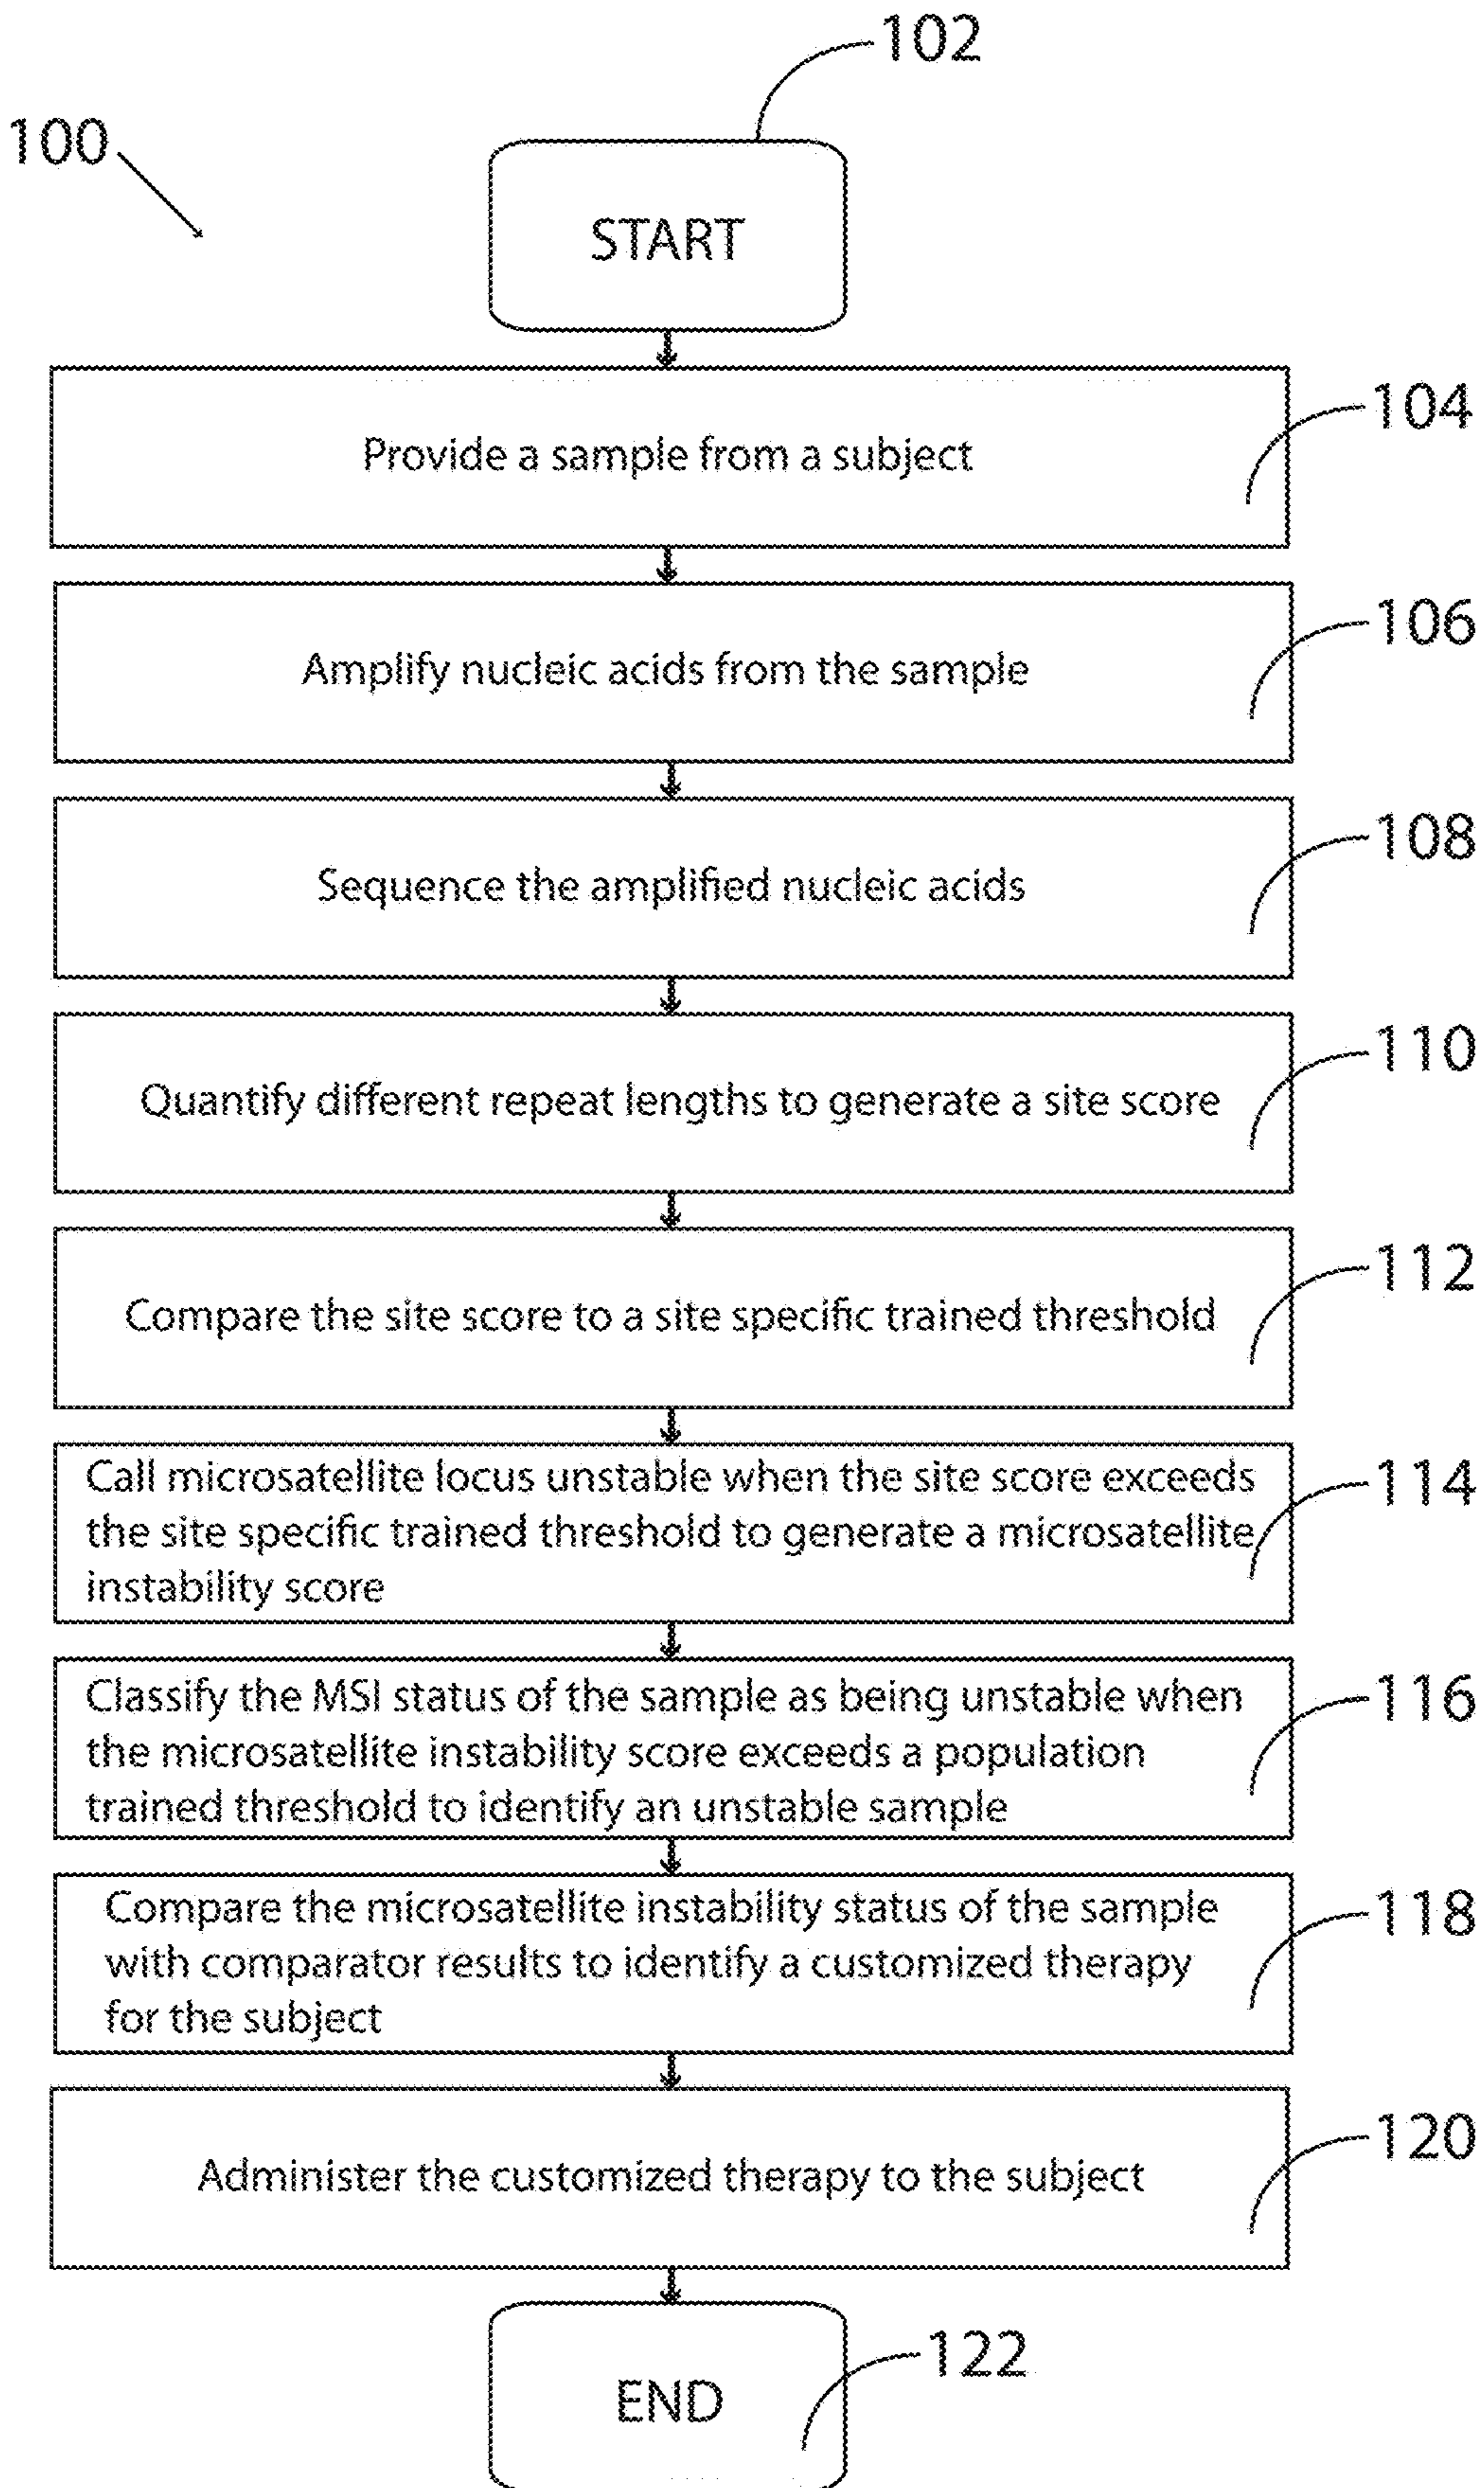 102
100
START
104
Provide a sample from a subject
106
Amplify nucleic acids from the sample
108
Sequence the amplified nucleic acids
110
Quantify different repeat lengths to generate a site score
112
Compare the site score to a site specific trained threshold
114
Call microsatellite locus unstable when the site score exceeds
the site specific trained threshold to generate a microsatellite
instability score
116
Classify the MSI status of the sample as being unstable when
the microsatellite instability score exceeds a population
trained threshold to identify an unstable sample
118
Compare the microsatellite instability status of the sample
with comparator results to identify a customized therapy
for the subject
120
Administer the customized therapy to the subject
122
END